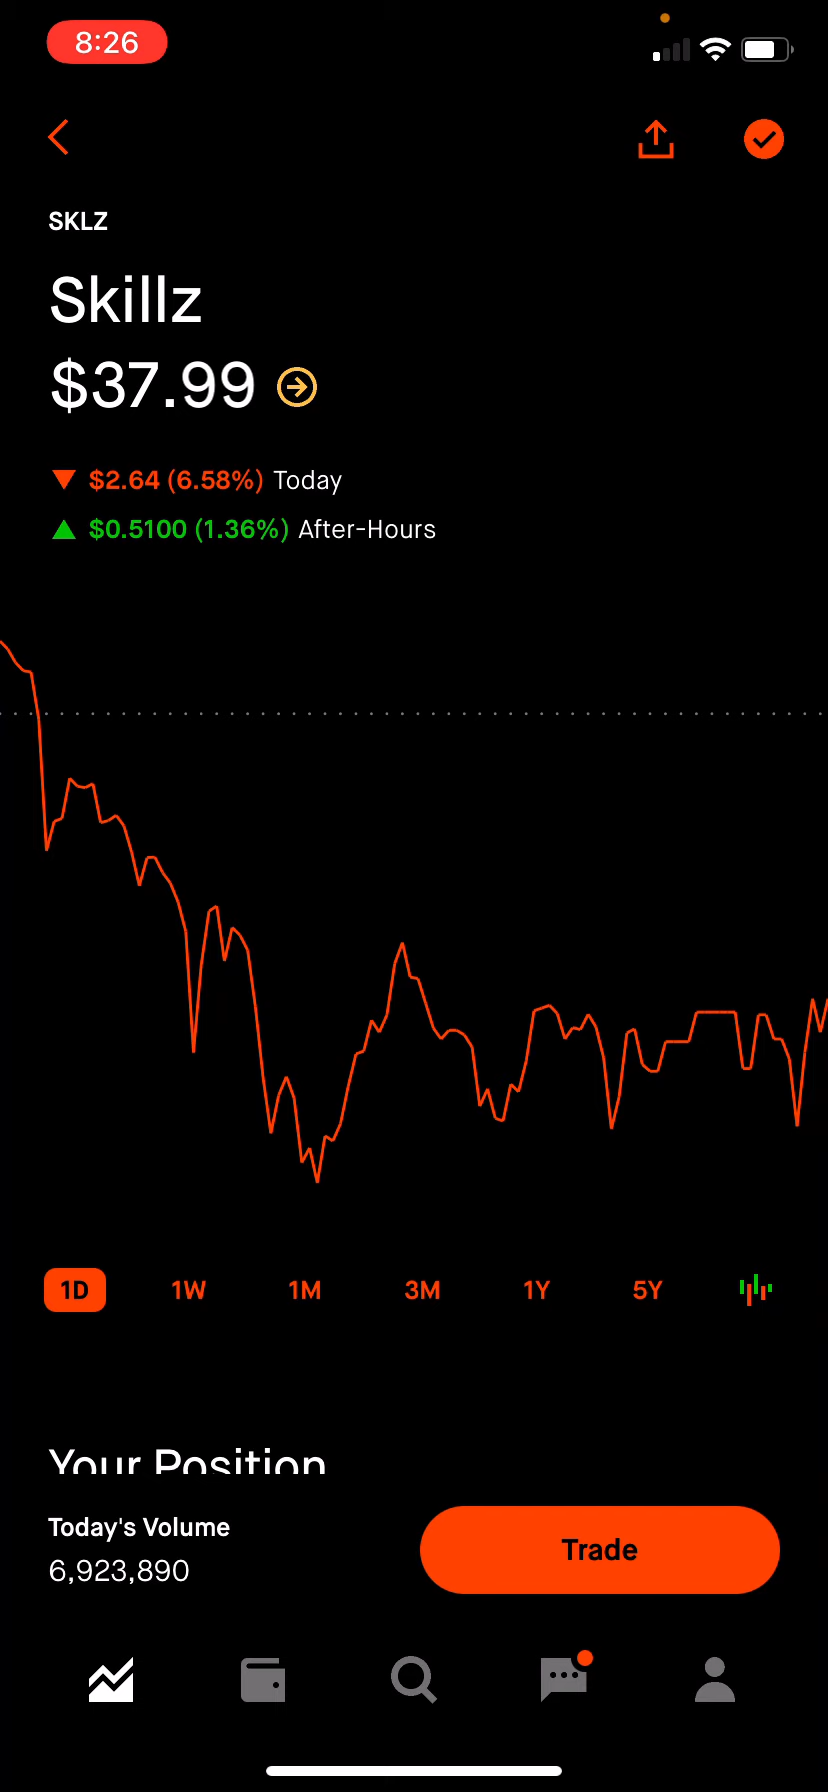 8:26
SKLZ
Skillz
$37.99
$2.64 (6.58%) Today
$0.5100 (1.36%) After-Hours
1D 1W 1M 3M 1Y 5Y
Your Position
Today's Volume
6,923,890
Trade